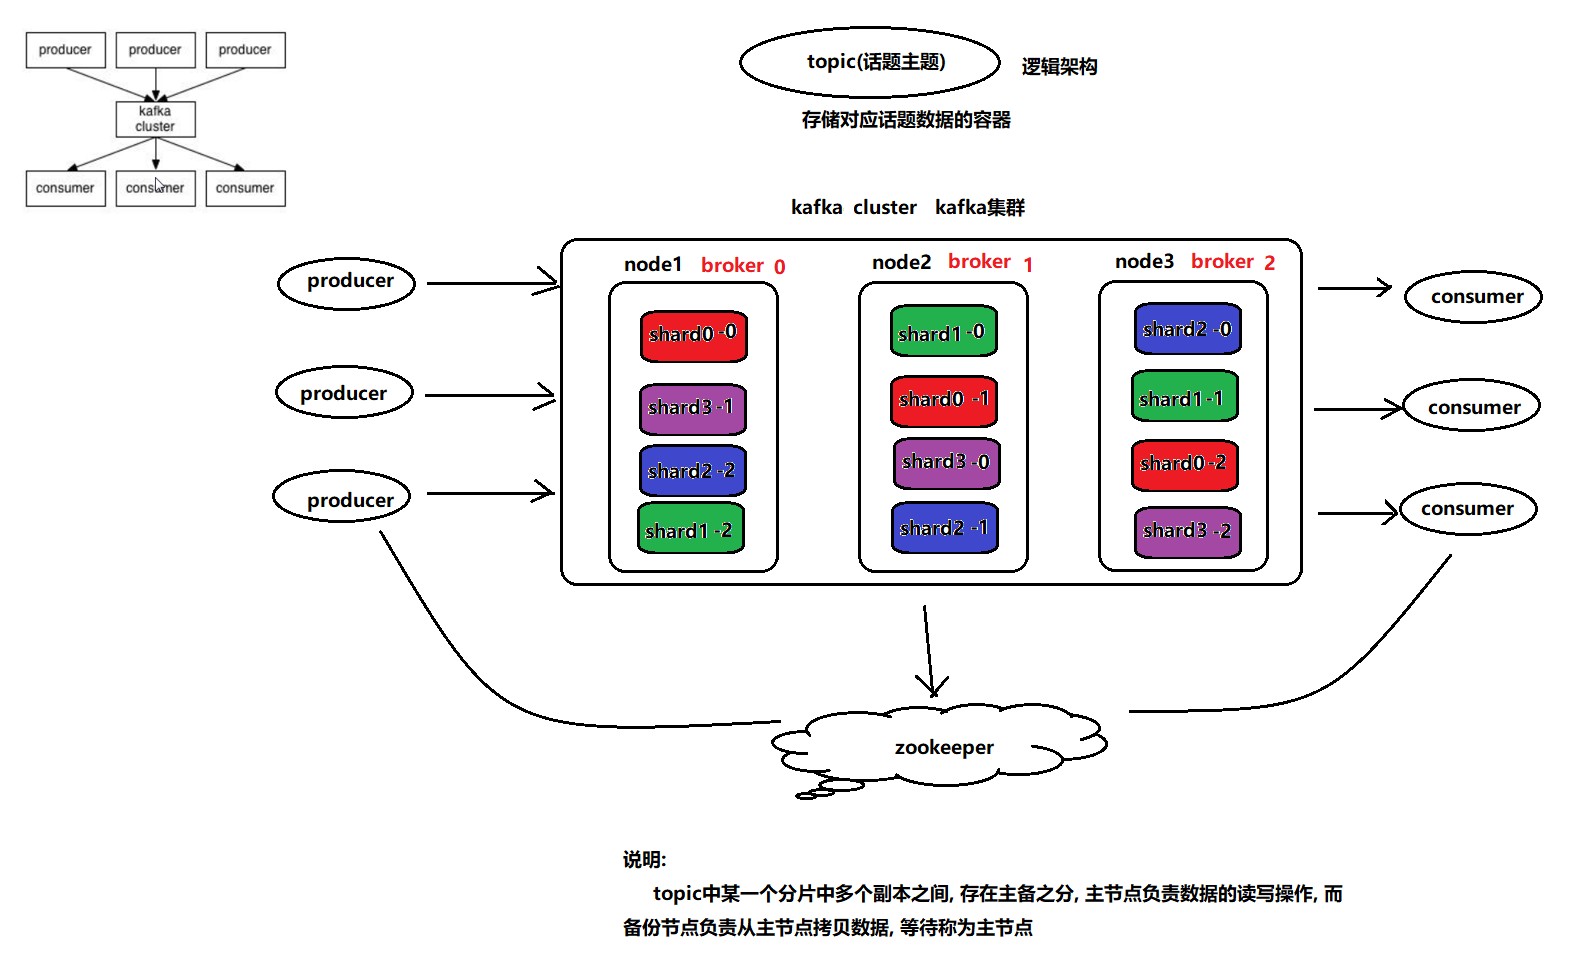 producer
producer
producer
kafka
cluster
consumer
consumer
consumer
topic(话题主题)
逻辑架构
存储对应话题数据的容器
kafka cluster kafka集群
node1 broker 0
node2 broker 1
node3 broker 2
producer
producer
producer
shard0 -0
shard3 -1
shard2 -2
shard1 -2
shard1 -0
shard0 -1
shard3 -0
shard2 -1
shard2 -0
shard1 -1
shard0 -2
shard3 -2
consumer
consumer
consumer
zookeeper
说明:
topic中某一个分片中多个副本之间, 存在主备之分, 主节点负责数据的读写操作, 而
备份节点负责从主节点拷贝数据, 等待称为主节点